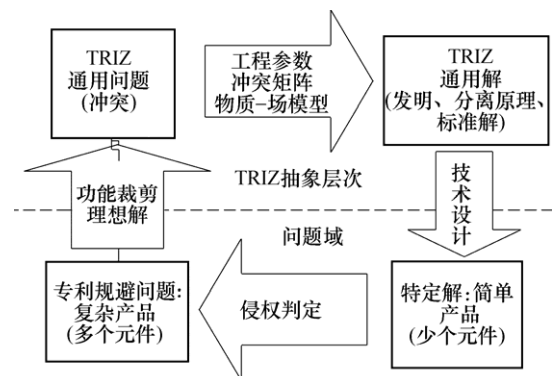 TRIZ
通用问题
(冲突)
工程参数
冲突矩阵
物质-场模型
TRIZ
通用解
(发明、分离原理、
标准解)
功能裁剪
理想解
TRIZ抽象层次
技术设计
问题域
专利规避问题:
复杂产品
(多个元件)
侵权判定
特定解:简单
产品
(少个元件)